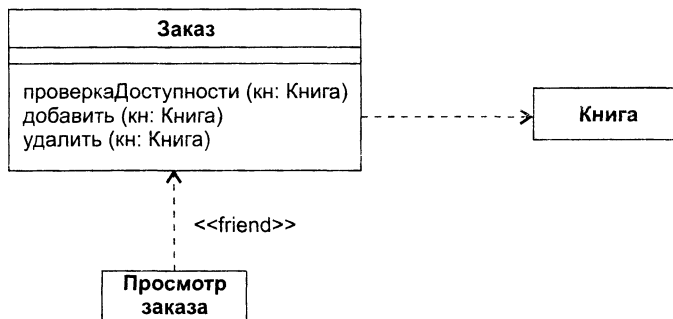 Заказ
проверкаДоступности (кн: Книга)
добавить (кн: Книга)
удалить (кн: Книга)
Книга
<<friend>>
Просмотр
заказа